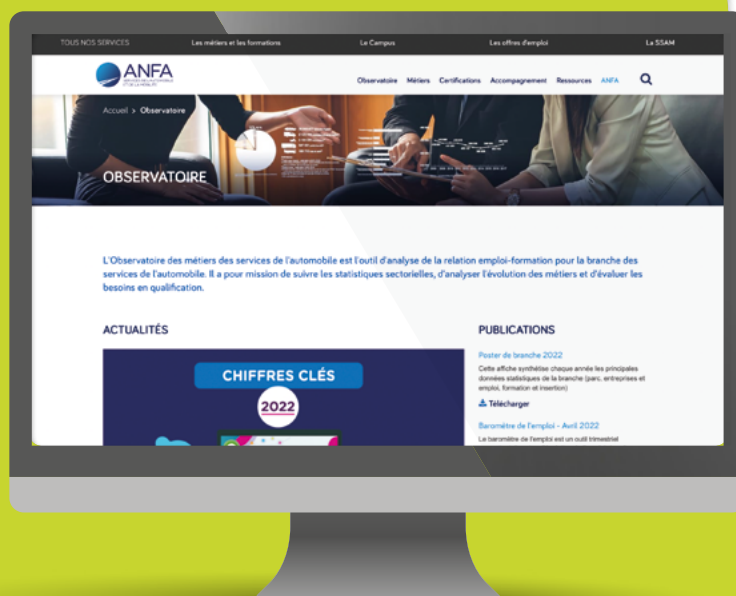 TOUS NOS SERVICES Les métiers et les formations Le Campus Les offres d'emploi La SSAM
ANFA
Observatoire Métiers Certifications Accompagnement Ressources ANFA
Accueil > Observatoire
OBSERVATOIRE
L'Observatoire des métiers des services de l'automobile est l'outil d'analyse de la relation emploi-formation pour la branche des
services de l'automobile. Il a pour mission de suivre les statistiques sectorielles, d'analyser l'évolution des métiers et d'évaluer les
besoins en qualification.
ACTUALITÉS
CHIFFRES CLÉS
2022
PUBLICATIONS
Poster de branche 2022
Cette affiche synthétise chaque année les principales
données statistiques de la branche (parc, entreprises et
emploi, formation et insertion)
Télécharger
Baromètre de l'emploi - Avril 2022
Le baromètre de l'emploi est un outil trimestriel